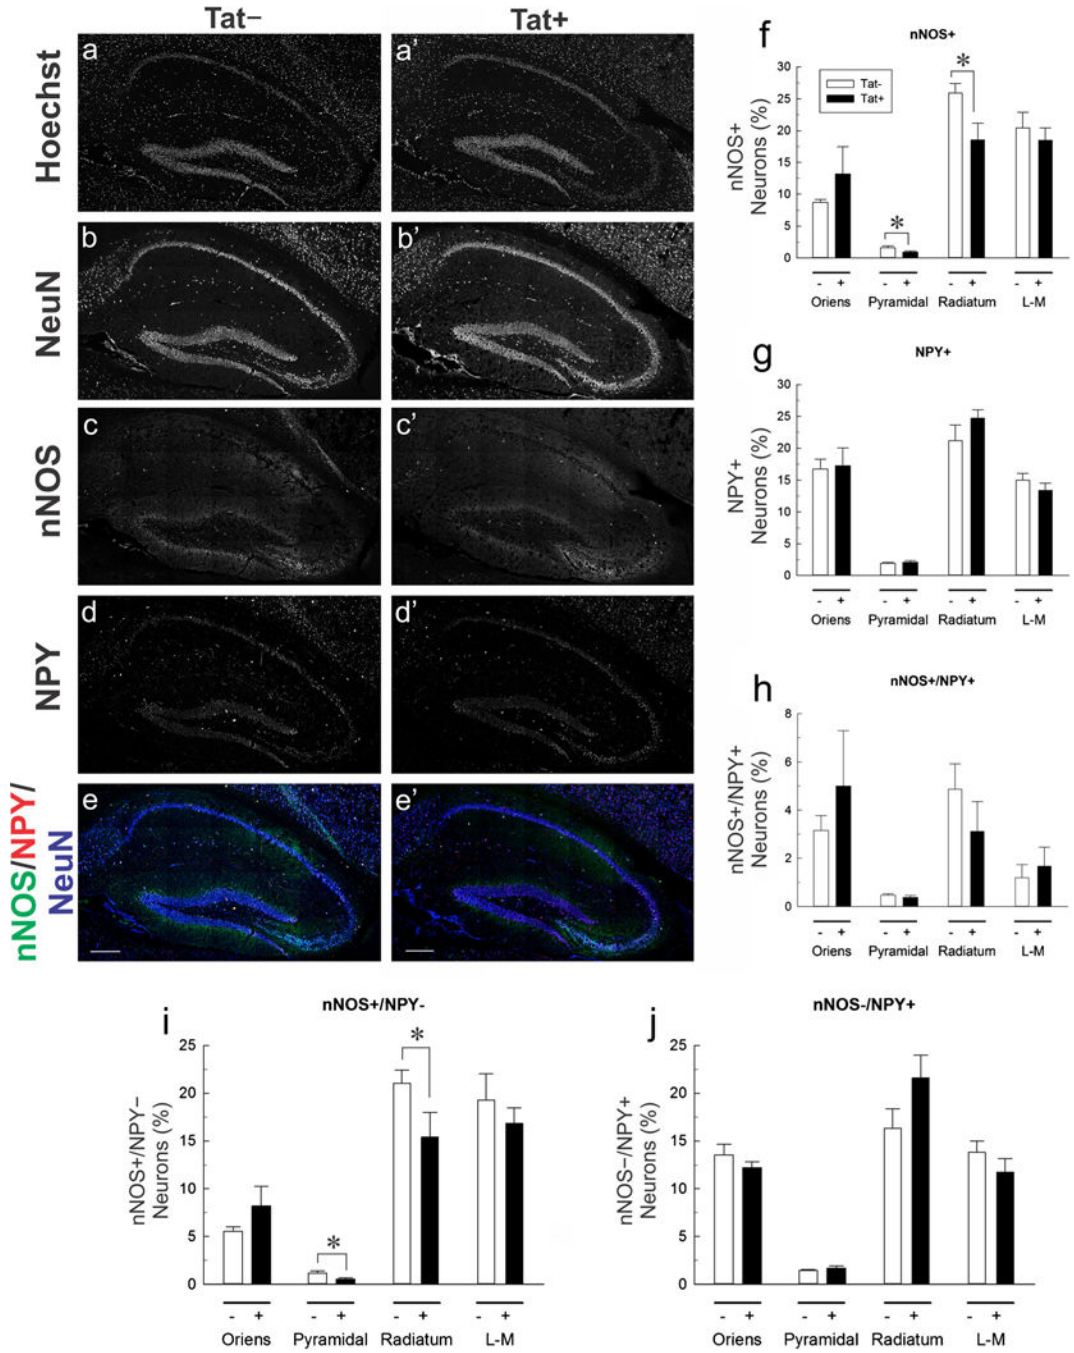 Tat− Tat+
Hoechst
a a'
NeuN
b b'
nNOS
c c'
NPY
d d'
nNOS/NPY/
NeuN
e e'
f
nNOS+
nNOS+
Neurons (%)
30
25
20
15
10
5
0
Tat-
Tat+
*
*
- + - + - + - +
Oriens Pyramidal Radiatum L-M
g
NPY+
NPY+
Neurons (%)
30
25
20
15
10
5
0
- + - + - + - +
Oriens Pyramidal Radiatum L-M
h
nNOS+/NPY+
nNOS+/NPY+
Neurons (%)
8
6
4
2
0
- + - + - + - +
Oriens Pyramidal Radiatum L-M
i
nNOS+/NPY-
nNOS+/NPY−
Neurons (%)
25
20
15
10
5
0
*
*
- + - + - + - +
Oriens Pyramidal Radiatum L-M
j
nNOS-/NPY+
nNOS−/NPY+
Neurons (%)
25
20
15
10
5
0
- + - + - + - +
Oriens Pyramidal Radiatum L-M